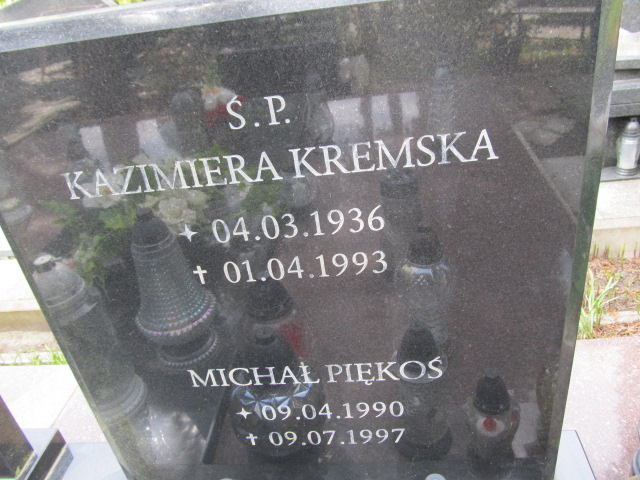 Ś.P.
KAZIMIERA KREMSKA
✦ 04.03.1936
✝ 01.04.1993
MICHAŁ PIĘKOŚ
✦ 09.04.1990
✝ 09.07.1997